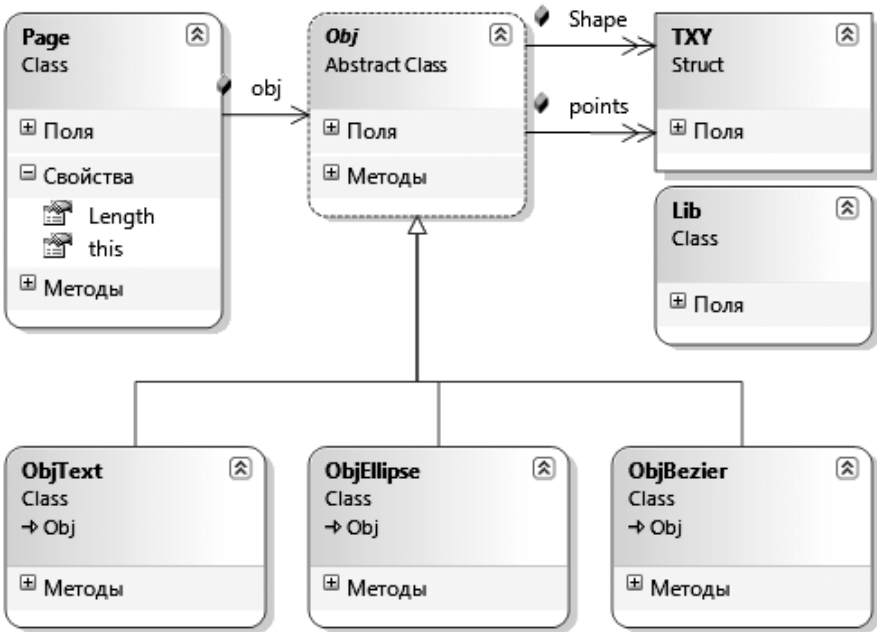 Page
Class
Поля
Свойства
Length
this
Методы
obj
Obj
Abstract Class
Поля
Методы
Shape
points
TXY
Struct
Поля
Lib
Class
Поля
ObjText
Class
Obj
Методы
ObjEllipse
Class
Obj
Методы
ObjBezier
Class
Obj
Методы